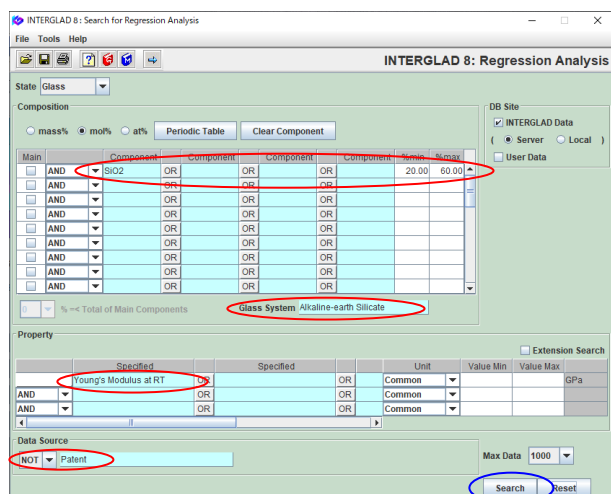 INTERGLAD 8: Search for Regression Analysis
File Tools Help
INTERGLAD 8: Regression Analysis
State Glass
Composition
DB Site
mass% mol% at% Periodic Table Clear Component
INTERGLAD Data
( Server Local )
User Data
Main Component Component Component Component %min %max
AND SiO2 OR OR OR 20.00 60.00
AND OR OR OR
AND OR OR OR
AND OR OR OR
AND OR OR OR
AND OR OR OR
AND OR OR OR
AND OR OR OR
AND OR OR OR
0 % =< Total of Main Components Glass System Alkaline-earth Silicate
Property
Extension Search
Specified Specified Unit Value Min Value Max
Young's Modulus at RT OR OR Common GPa
AND OR OR Common
AND OR OR Common
Data Source
NOT Patent
Max Data 1000
Search Reset